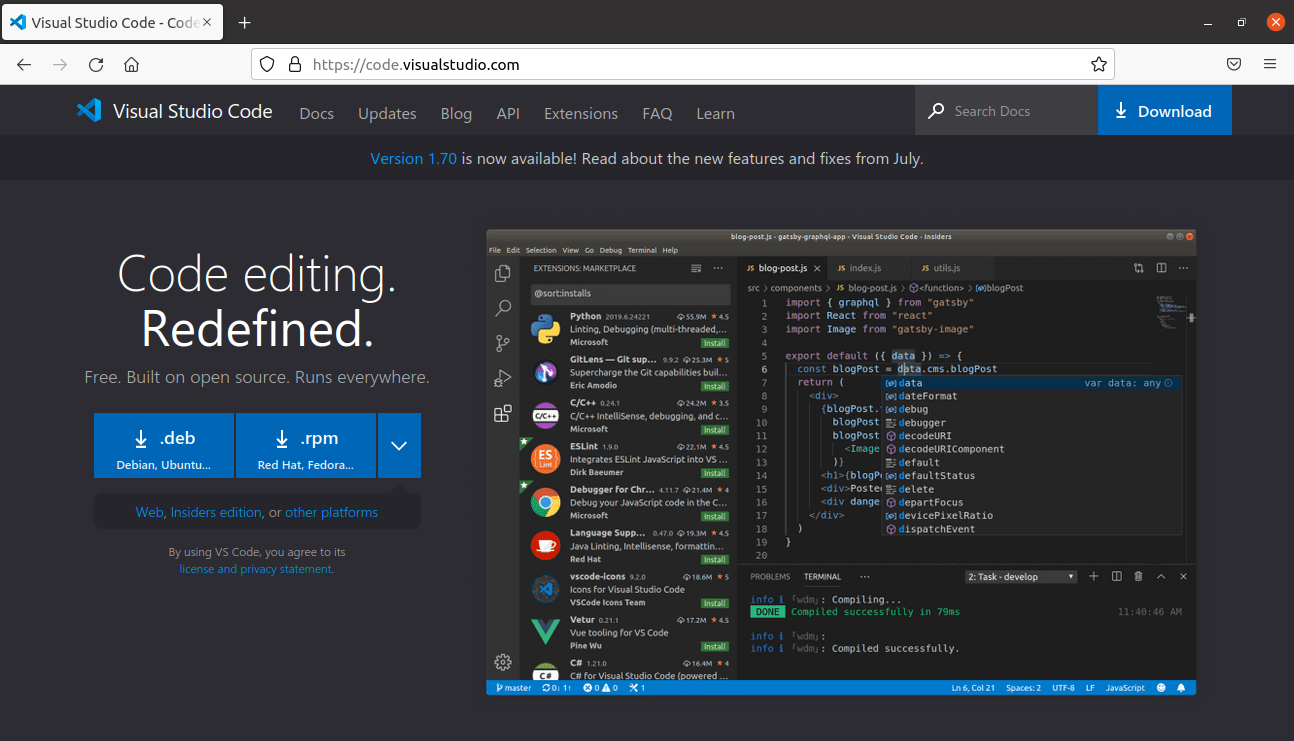 Visual Studio Code - Code
https://code.visualstudio.com
Visual Studio Code Docs Updates Blog API Extensions FAQ Learn Search Docs Download
Version 1.70 is now available! Read about the new features and fixes from July.
Code editing.
Redefined.
Free. Built on open source. Runs everywhere.
.deb .rpm
Debian, Ubuntu... Red Hat, Fedora...
Web, Insiders edition, or other platforms
By using VS Code, you agree to its
license and privacy statement.
blog-post.js - gatsby-graphql-app - Visual Studio Code - Insiders
File Edit Selection View Go Debug Terminal Help
EXTENSIONS: MARKETPLACE
@sort:installs
Python 2019.6.24221 55.9M 4.5
Linting, Debugging (multi-threaded,...
Microsoft Install
GitLens — Git sup... 9.9.2 25.3M 5
Supercharge the Git capabilities buil...
Eric Amodio Install
C/C++ 0.24.1 24.2M 3.5
C/C++ IntelliSense, debugging, and c...
Microsoft Install
C/C++
ESLint 1.9.0 22.1M 4.5
Integrates ESLint JavaScript into VS ...
Dirk Baeumer Install
ES
Lint
Debugger for Chr... 4.11.7 21.4M 4
Debug your JavaScript code in the C...
Microsoft Install
Language Supp... 0.47.0 19.3M 4.5
Java Linting, Intellisense, formattin...
Red Hat Install
vscode-icons 9.2.0 18.6M 5
Icons for Visual Studio Code
VSCode Icons Team Install
Vetur 0.21.1 17.2M 4.5
Vue tooling for VS Code
Pine Wu Install
C# 1.21.0 16.4M 4
C# for Visual Studio Code (powered ...
C#
JS blog-post.js JS index.js JS utils.js
src > components > JS blog-post.js > <function> > blogPost
1 import { graphql } from "gatsby"
2 import React from "react"
3 import Image from "gatsby-image"
4
5 export default ({ data }) => {
6 const blogPost = data.cms.blogPost
7 return (
8 <div>
9 {blogPost.
10 blogPost
11 blogPost
12 <Image
13 )}
14 <h1>{blogP
15 <div>Poste
16 <div dange
17 </div>
18 )
19 }
20
data var data: any
dateFormat
debug
debugger
decodeURI
decodeURIComponent
default
defaultStatus
delete
departFocus
devicePixelRatio
dispatchEvent
PROBLEMS TERMINAL ... 2: Task - develop
info ℹ ｢wdm｣: Compiling...
DONE Compiled successfully in 79ms 11:40:46 AM
info ℹ ｢wdm｣:
info ℹ ｢wdm｣: Compiled successfully.
master 0↓ 1↑ 0 0 1 Ln 6, Col 21 Spaces: 2 UTF-8 LF JavaScript